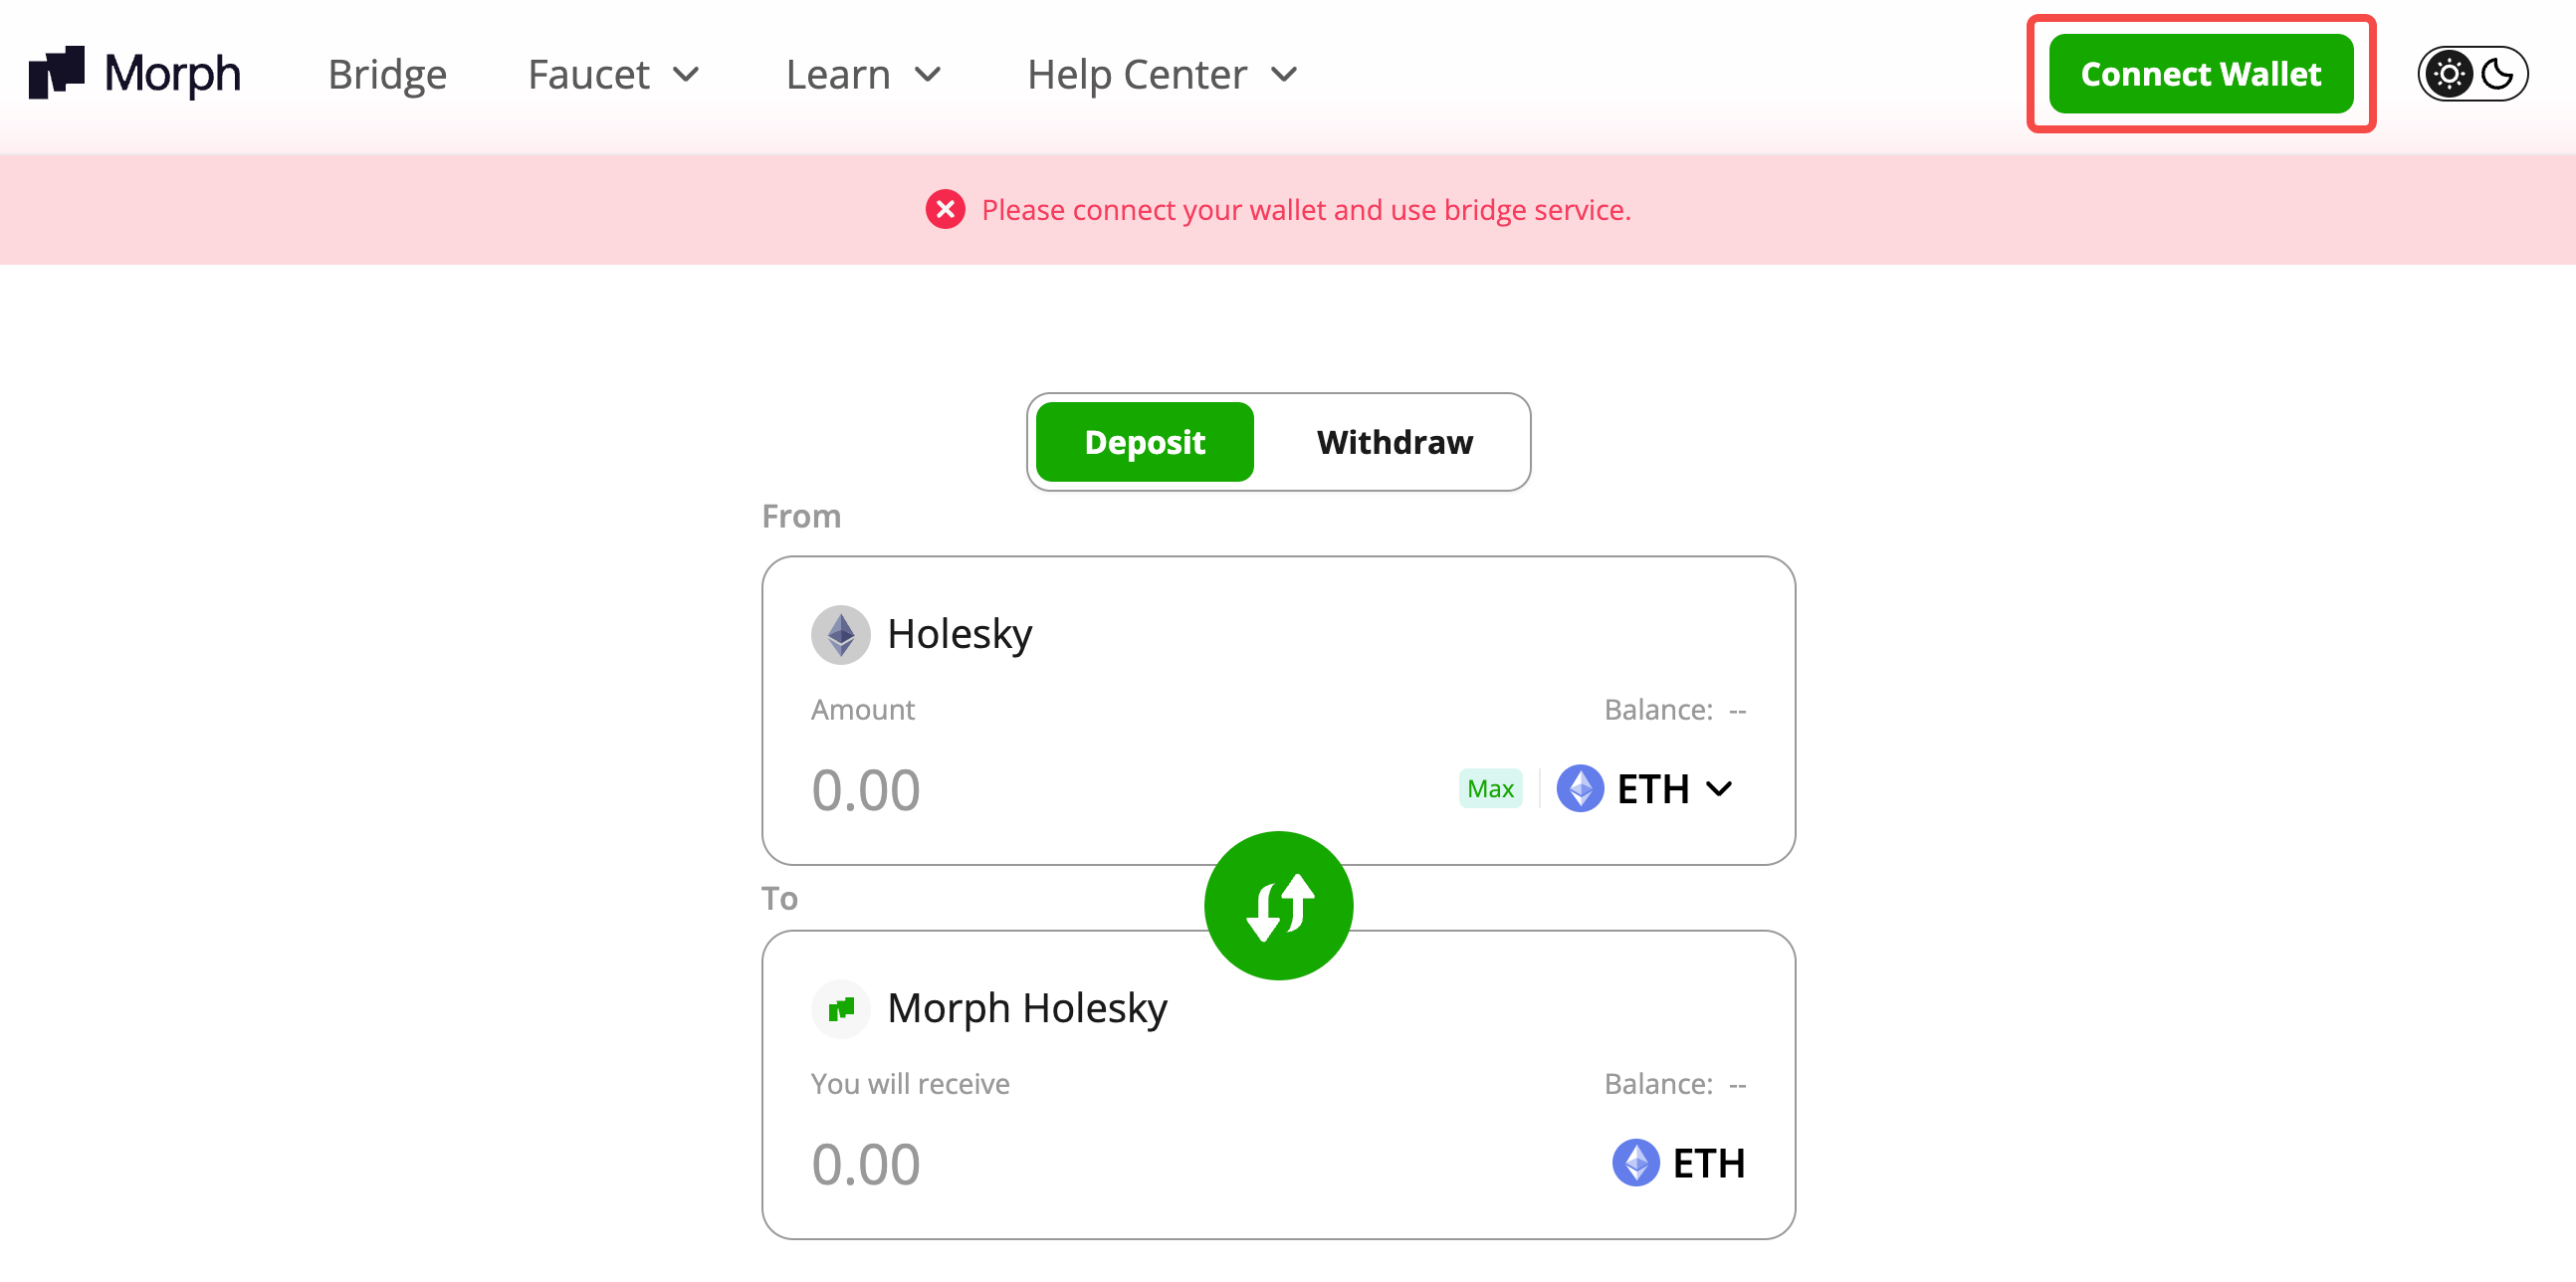 Morph Bridge Faucet Learn Help Center Connect Wallet
Please connect your wallet and use bridge service.
Deposit Withdraw
From
Holesky
Amount Balance: --
0.00 Max ETH
To
Morph Holesky
You will receive Balance: --
0.00 ETH